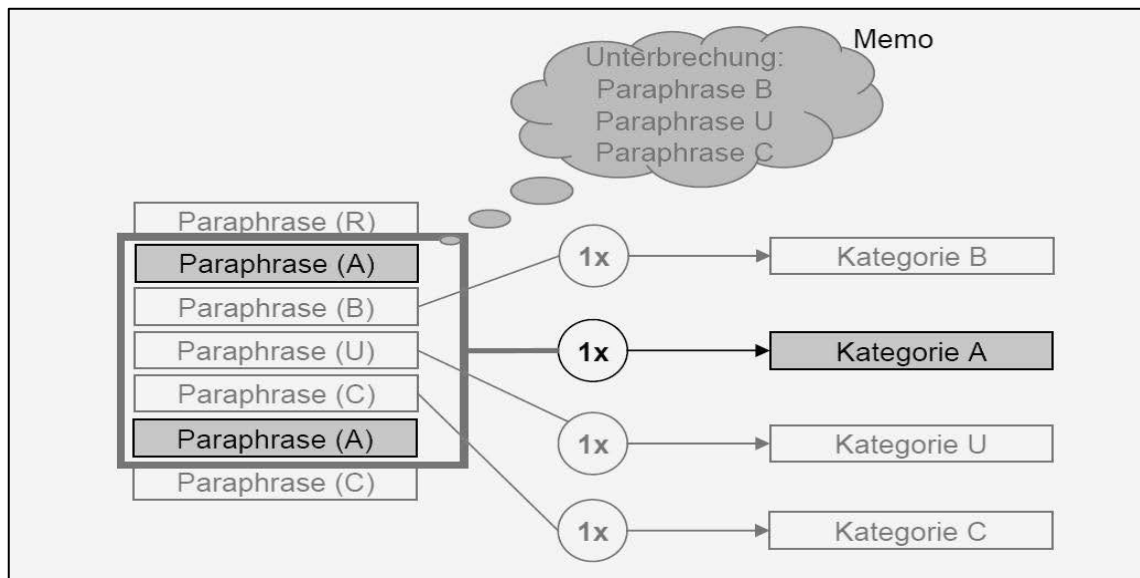 Memo
Unterbrechung:
Paraphrase B
Paraphrase U
Paraphrase C
Paraphrase (R)
Paraphrase (A)
Paraphrase (B)
Paraphrase (U)
Paraphrase (C)
Paraphrase (A)
Paraphrase (C)
1x
Kategorie B
1x
Kategorie A
1x
Kategorie U
1x
Kategorie C